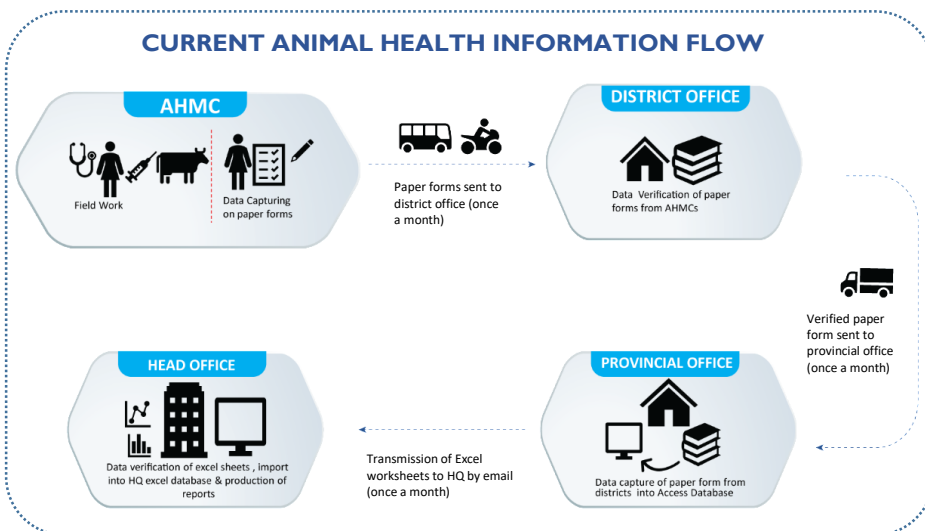 CURRENT ANIMAL HEALTH INFORMATION FLOW
AHMC
Field Work
Data Capturing
on paper forms
Paper forms sent to
district office (once
a month)
DISTRICT OFFICE
Data Verification of paper
forms from AHMCs
Verified paper
form sent to
provincial office
(once a month)
PROVINCIAL OFFICE
Data capture of paper form from
districts into Access Database
Transmission of Excel
worksheets to HQ by email
(once a month)
HEAD OFFICE
Data verification of excel sheets , import
into HQ excel database & production of
reports